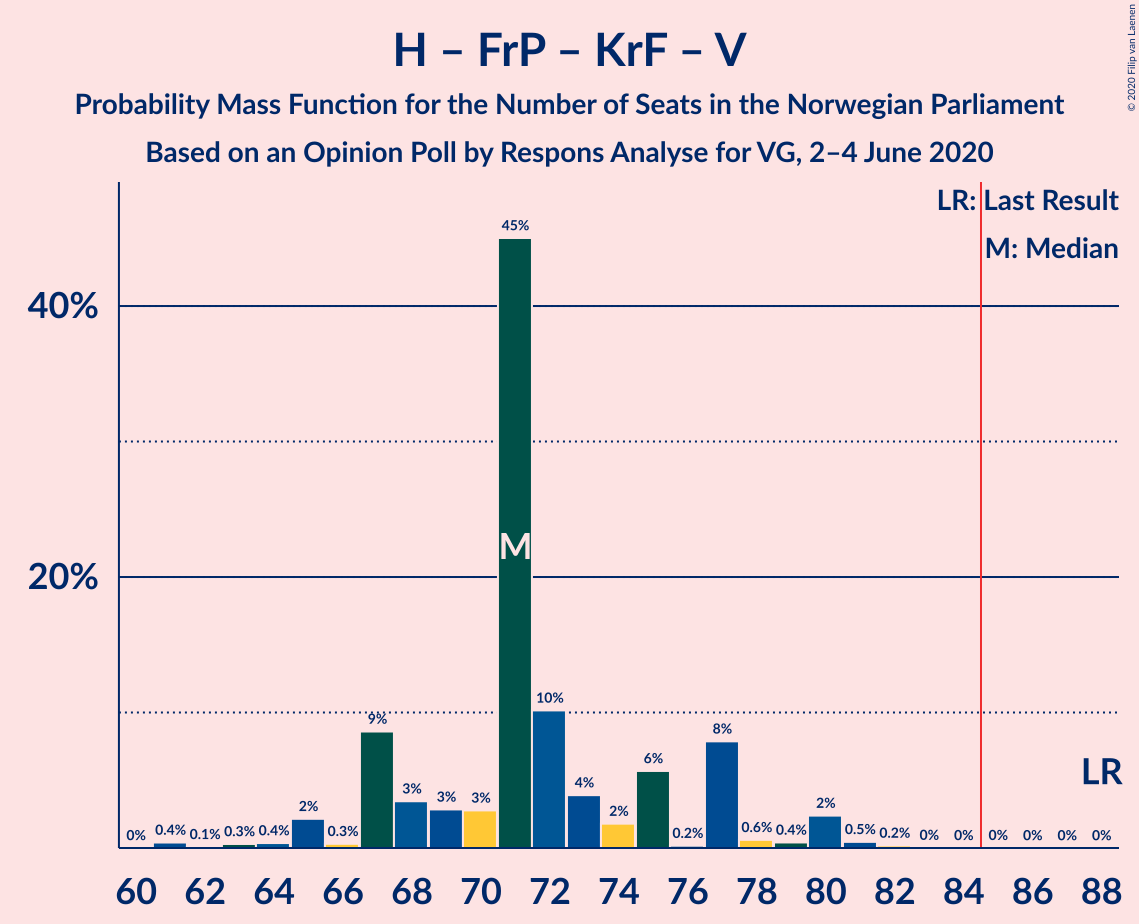 H – FrP – KrF – V
Probability Mass Function for the Number of Seats in the Norwegian Parliament
Based on an Opinion Poll by Respons Analyse for VG, 2–4 June 2020
© 2020 Filip van Laenen
LR: Last Result
M: Median
40%
20%
0% 0.4% 0.1% 0.3% 0.4% 2% 0.3% 9% 3% 3% 3% 45% 10% 4% 2% 6% 0.2% 8% 0.6% 0.4% 2% 0.5% 0.2% 0% 0% 0% 0% 0% 0%
M
LR
60 62 64 66 68 70 72 74 76 78 80 82 84 86 88